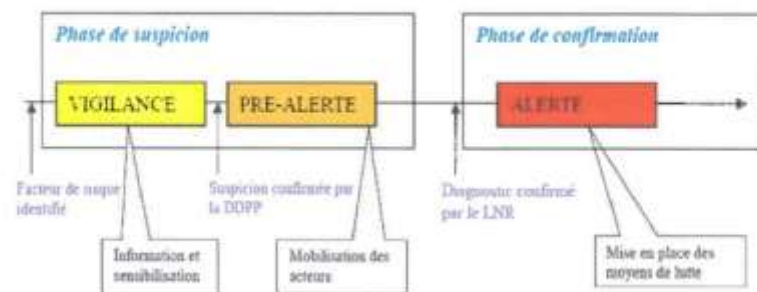 Phase de suspicion
Phase de confirmation
VIGILANCE
PRE-ALERTE
ALERTE
Facteur de risque
identifié
Suspicion confirmée par
la DDPP
Diagnostic confirmé
par le LNR
Information et
sensibilisation
Mobilisation des
acteurs
Mise en place des
moyens de lutte